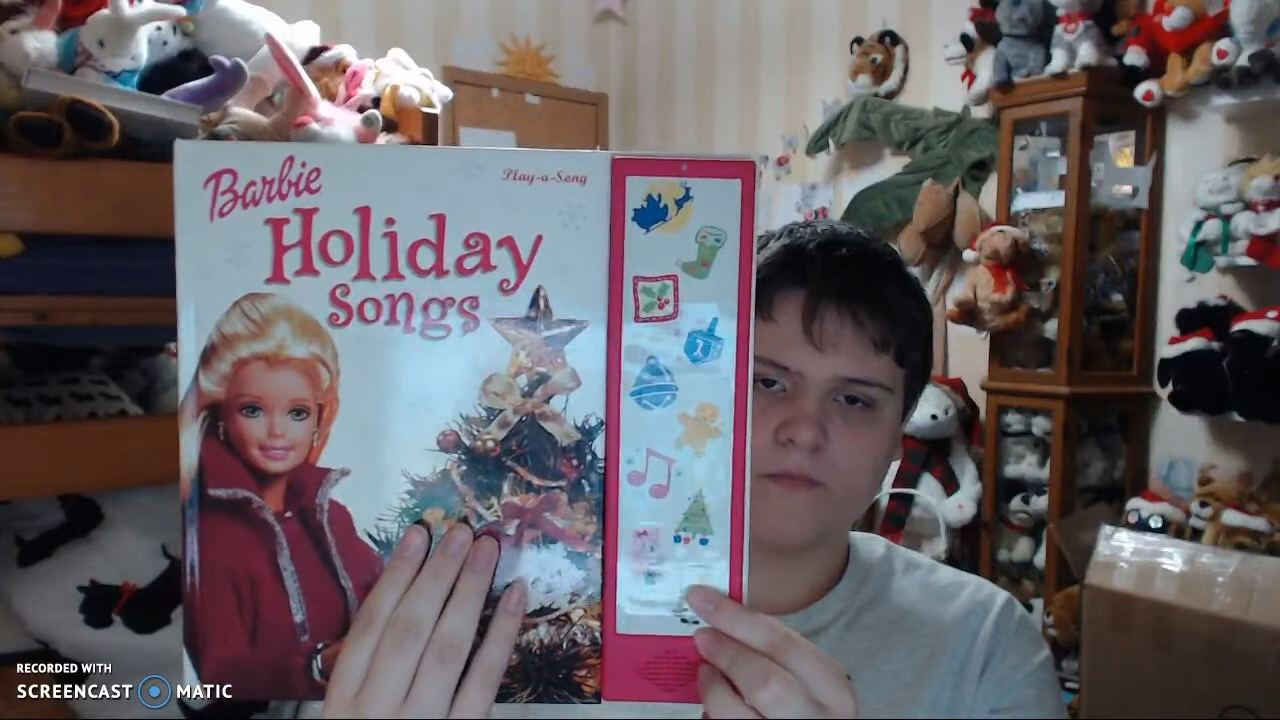 Barbie
Play-a-Song
Holiday
Songs
RECORDED WITH
SCREENCAST MATIC